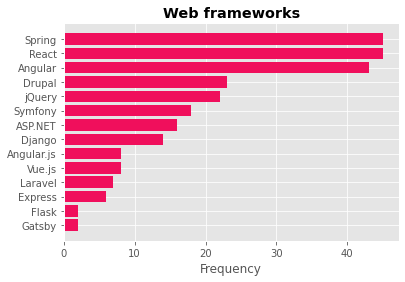 Web frameworks
Spring
React
Angular
Drupal
jQuery
Symfony
ASP.NET
Django
Angular.js
Vue.js
Laravel
Express
Flask
Gatsby
0 10 20 30 40
Frequency